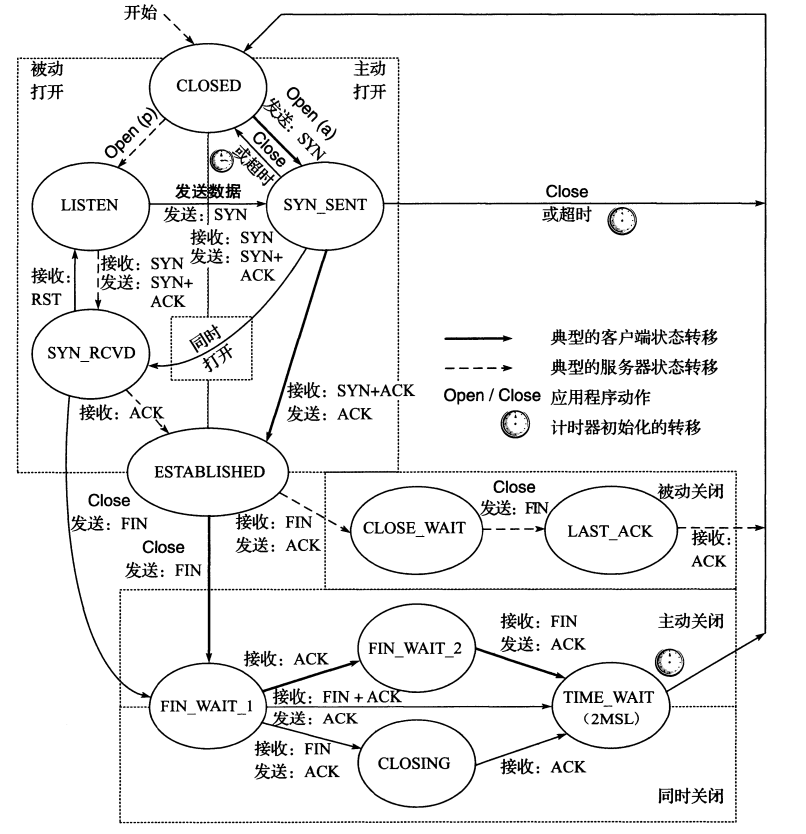 开始
被动
打开
主动
打开
CLOSED
Open (p)
Open (a)
发送：SYN
Close
或超时
LISTEN
发送数据
发送：SYN
SYN_SENT
Close
或超时
接收：SYN
发送：SYN+
ACK
接收：
RST
接收：SYN
发送：SYN+
ACK
SYN_RCVD
同时
打开
典型的客户端状态转移
典型的服务器状态转移
Open / Close 应用程序动作
计时器初始化的转移
接收：ACK
接收：SYN+ACK
发送：ACK
ESTABLISHED
Close
发送：FIN
Close
发送：FIN
接收：FIN
发送：ACK
被动关闭
CLOSE_WAIT
Close
发送：FIN
LAST_ACK
接收：
ACK
主动关闭
FIN_WAIT_1
接收：ACK
FIN_WAIT_2
接收：FIN
发送：ACK
接收：FIN + ACK
发送：ACK
TIME_WAIT
（2MSL）
接收：FIN
发送：ACK
CLOSING
接收：ACK
同时关闭